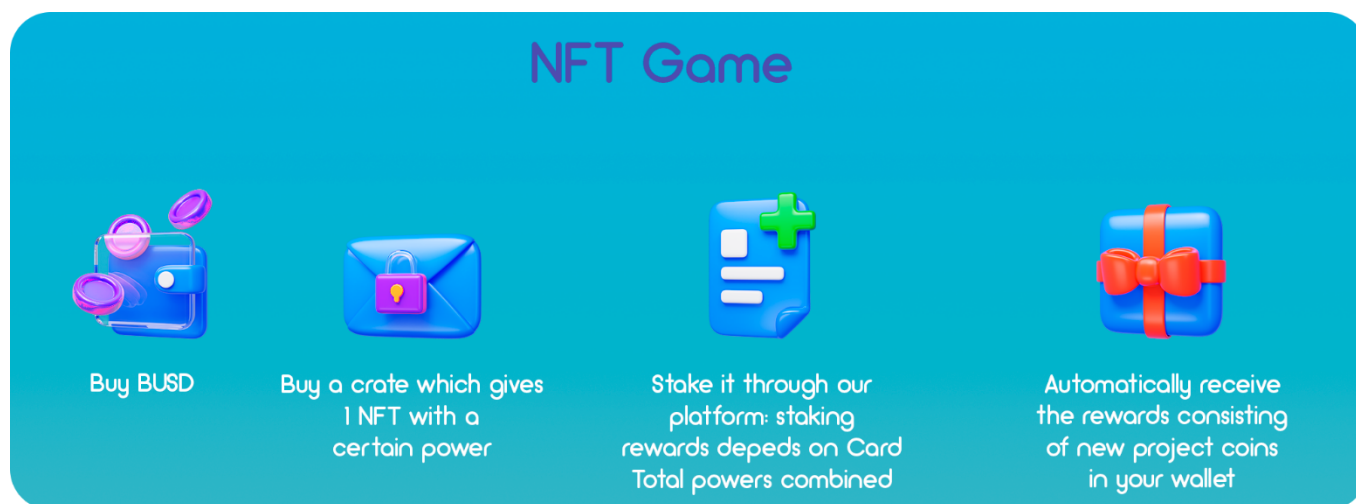 NFT Game
Buy BUSD
Buy a crate which gives
1 NFT with a
certain power
Stake it through our
platform: staking
rewards depeds on Card
Total powers combined
Automatically receive
the rewards consisting
of new project coins
in your wallet